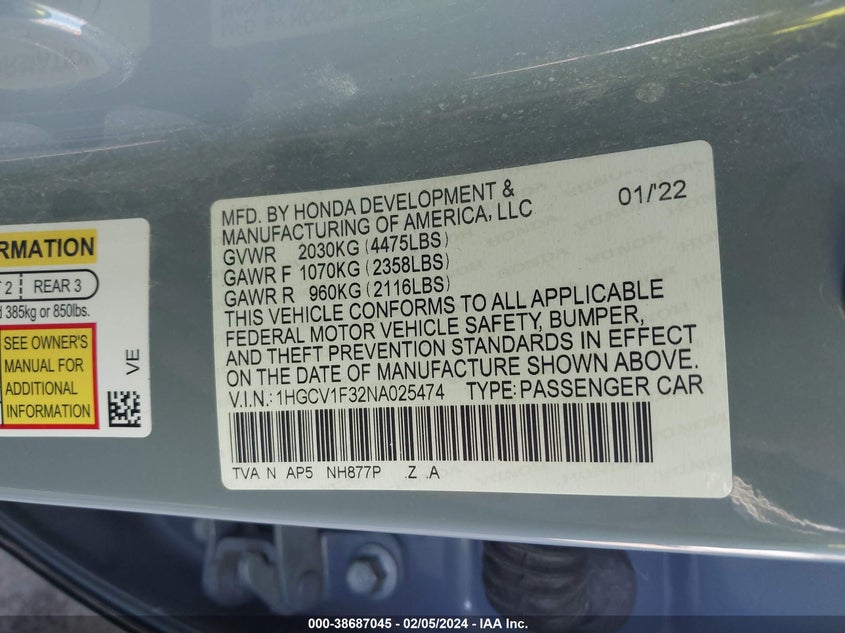 RMATION
2 REAR 3
385kg or 850lbs.
SEE OWNER'S
MANUAL FOR
ADDITIONAL
INFORMATION
VE
MFD. BY HONDA DEVELOPMENT &
MANUFACTURING OF AMERICA, LLC
01/'22
GVWR 2030KG (4475LBS)
GAWR F 1070KG (2358LBS)
GAWR R 960KG (2116LBS)
THIS VEHICLE CONFORMS TO ALL APPLICABLE
FEDERAL MOTOR VEHICLE SAFETY, BUMPER,
AND THEFT PREVENTION STANDARDS IN EFFECT
ON THE DATE OF MANUFACTURE SHOWN ABOVE.
V.I.N.: 1HGCV1F32NA025474 TYPE: PASSENGER CAR
TVA N AP5 NH877P .Z .A
000-38687045 - 02/05/2024 - IAA Inc.